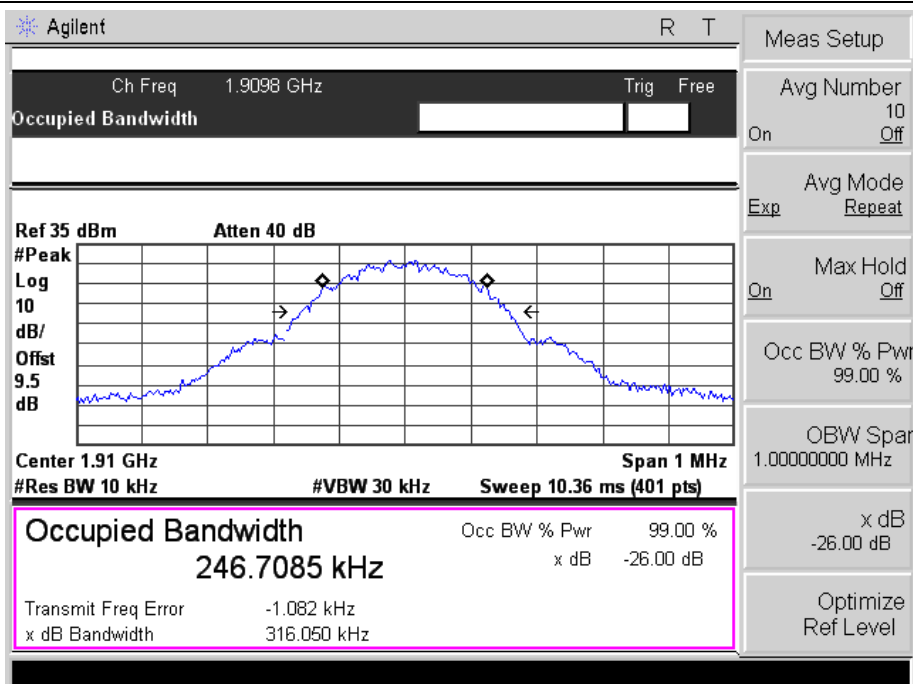 Agilent
R T
Ch Freq 1.9098 GHz Trig Free
Occupied Bandwidth
Ref 35 dBm Atten 40 dB
#Peak
Log
10
dB/
Offst
9.5
dB
Center 1.91 GHz Span 1 MHz
#Res BW 10 kHz #VBW 30 kHz Sweep 10.36 ms (401 pts)
Occupied Bandwidth
246.7085 kHz
Occ BW % Pwr 99.00 %
x dB -26.00 dB
Transmit Freq Error -1.082 kHz
x dB Bandwidth 316.050 kHz
Meas Setup
Avg Number
10
On Off
Avg Mode
Exp Repeat
Max Hold
On Off
Occ BW % Pwr
99.00 %
OBW Span
1.00000000 MHz
x dB
-26.00 dB
Optimize
Ref Level